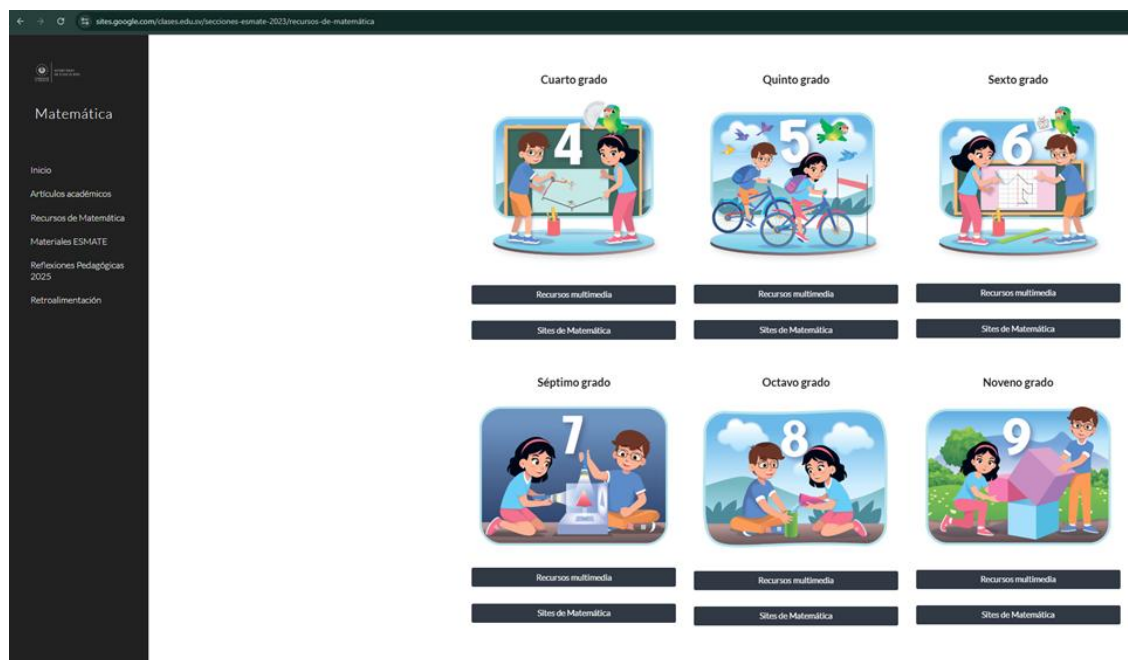 sites.google.com/clases.edu.sv/secciones-esmate-2023/recursos-de-matemática
Matemática
Inicio
Artículos académicos
Recursos de Matemática
Materiales ESMATE
Reflexiones Pedagógicas
2025
Retroalimentación
Cuarto grado
Quinto grado
Sexto grado
4
5
6
Recursos multimedia
Recursos multimedia
Recursos multimedia
Sites de Matemática
Sites de Matemática
Sites de Matemática
Séptimo grado
Octavo grado
Noveno grado
7
8
9
Recursos multimedia
Recursos multimedia
Recursos multimedia
Sites de Matemática
Sites de Matemática
Sites de Matemática